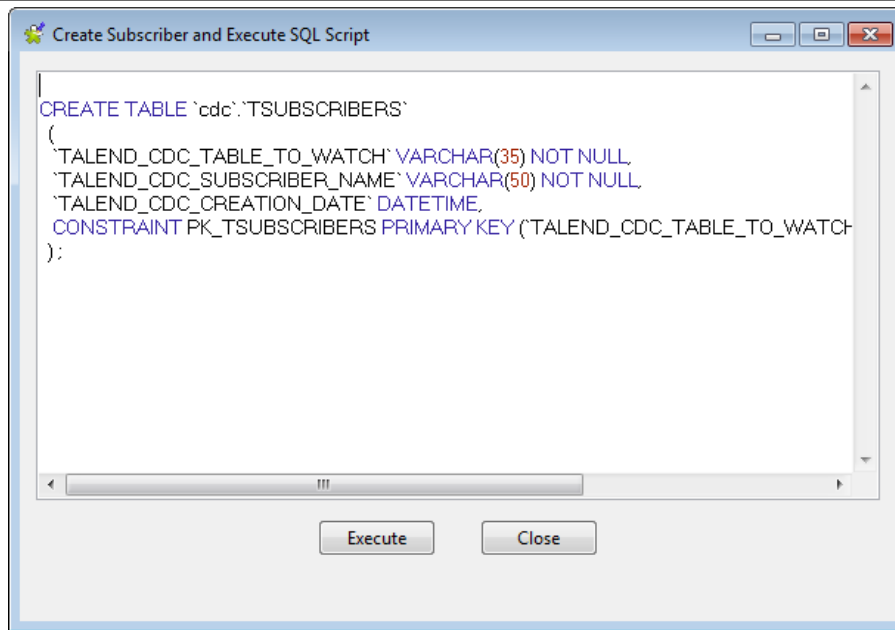 Create Subscriber and Execute SQL Script
CREATE TABLE `cdc`.`TSUBSCRIBERS`
(
`TALEND_CDC_TABLE_TO_WATCH` VARCHAR(35) NOT NULL,
`TALEND_CDC_SUBSCRIBER_NAME` VARCHAR(50) NOT NULL,
`TALEND_CDC_CREATION_DATE` DATETIME,
CONSTRAINT PK_TSUBSCRIBERS PRIMARY KEY (`TALEND_CDC_TABLE_TO_WATCH
) ;
Execute Close